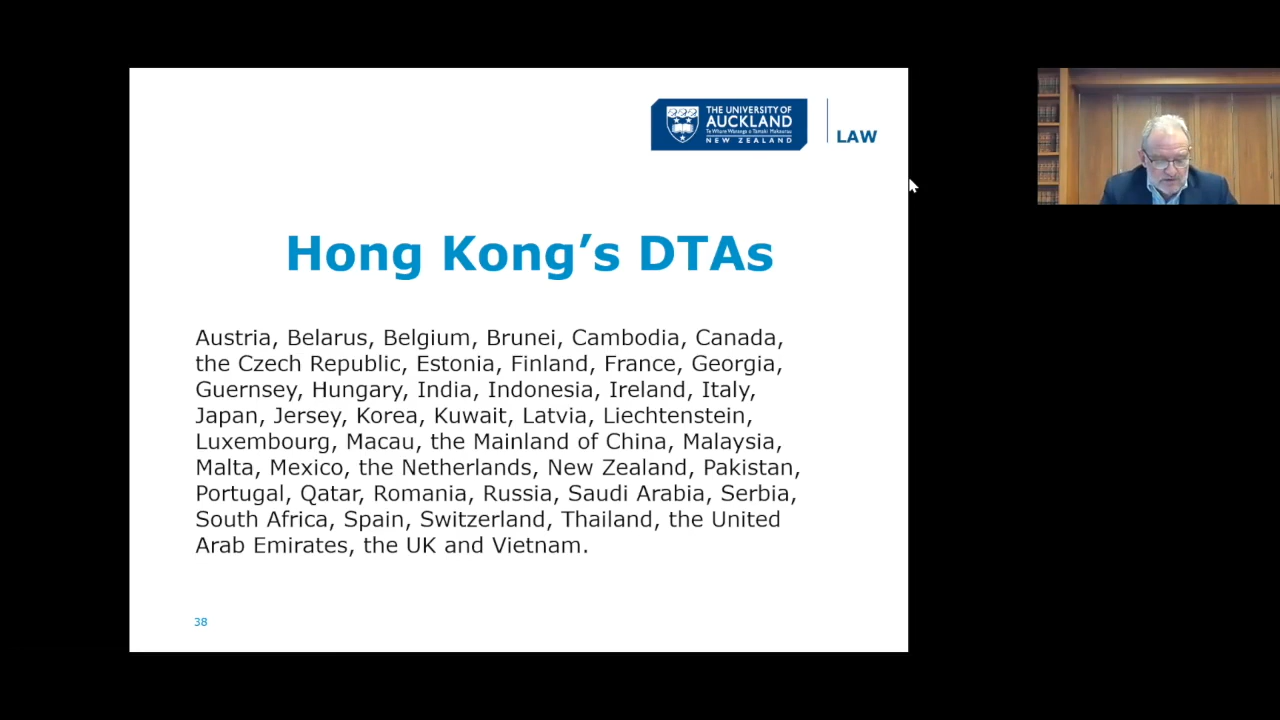 THE UNIVERSITY OF
AUCKLAND
Te Whare Wānanga o Tāmaki Makaurau
NEW ZEALAND
LAW
Hong Kong’s DTAs
Austria, Belarus, Belgium, Brunei, Cambodia, Canada,
the Czech Republic, Estonia, Finland, France, Georgia,
Guernsey, Hungary, India, Indonesia, Ireland, Italy,
Japan, Jersey, Korea, Kuwait, Latvia, Liechtenstein,
Luxembourg, Macau, the Mainland of China, Malaysia,
Malta, Mexico, the Netherlands, New Zealand, Pakistan,
Portugal, Qatar, Romania, Russia, Saudi Arabia, Serbia,
South Africa, Spain, Switzerland, Thailand, the United
Arab Emirates, the UK and Vietnam.
38